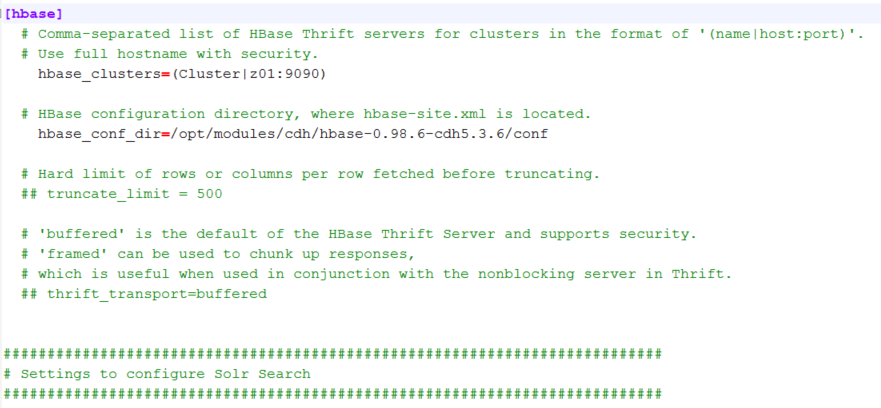 [hbase]
# Comma-separated list of HBase Thrift servers for clusters in the format of '(name|host:port)'.
# Use full hostname with security.
hbase_clusters=(Cluster|z01:9090)
# HBase configuration directory, where hbase-site.xml is located.
hbase_conf_dir=/opt/modules/cdh/hbase-0.98.6-cdh5.3.6/conf
# Hard limit of rows or columns per row fetched before truncating.
## truncate_limit = 500
# 'buffered' is the default of the HBase Thrift Server and supports security.
# 'framed' can be used to chunk up responses,
# which is useful when used in conjunction with the nonblocking server in Thrift.
## thrift_transport=buffered
###########################################################################
# Settings to configure Solr Search
###########################################################################